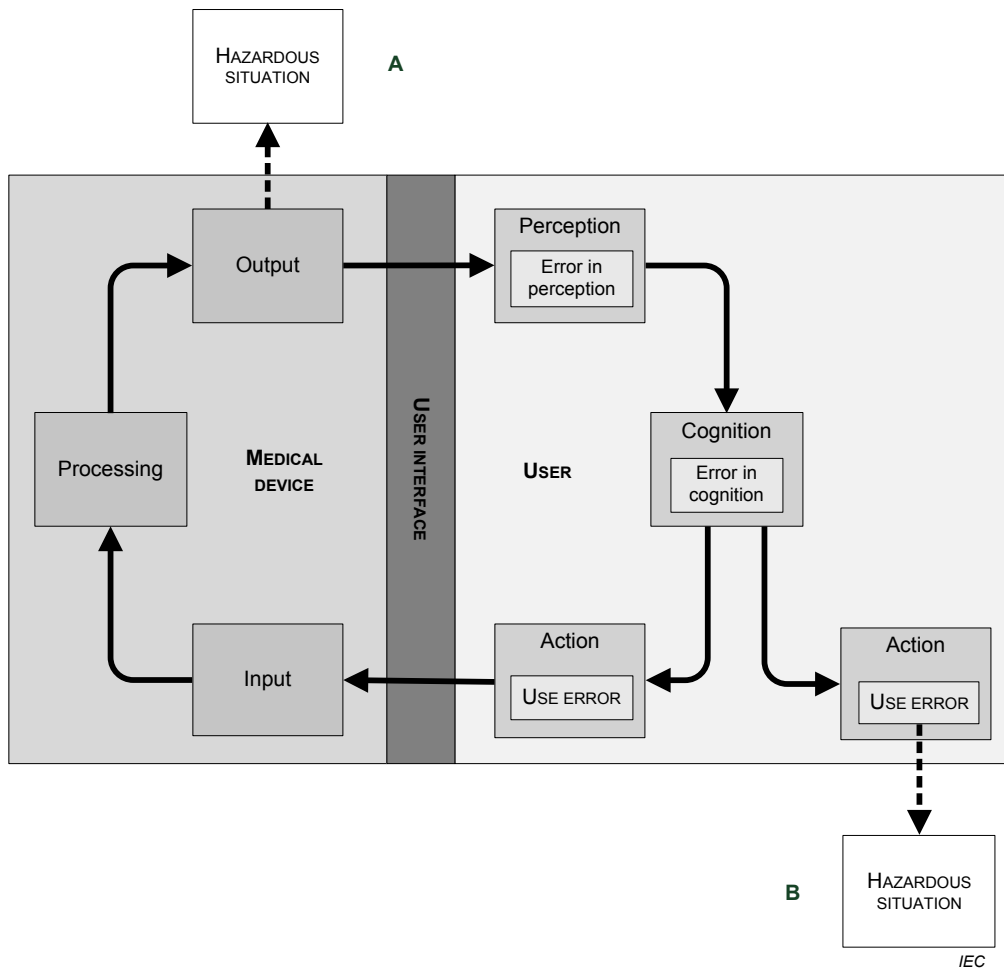 HAZARDOUS
SITUATION
A
Output
Perception
Error in
perception
Processing
MEDICAL
DEVICE
USER INTERFACE
USER
Cognition
Error in
cognition
Input
Action
USE ERROR
Action
USE ERROR
B
HAZARDOUS
SITUATION
IEC